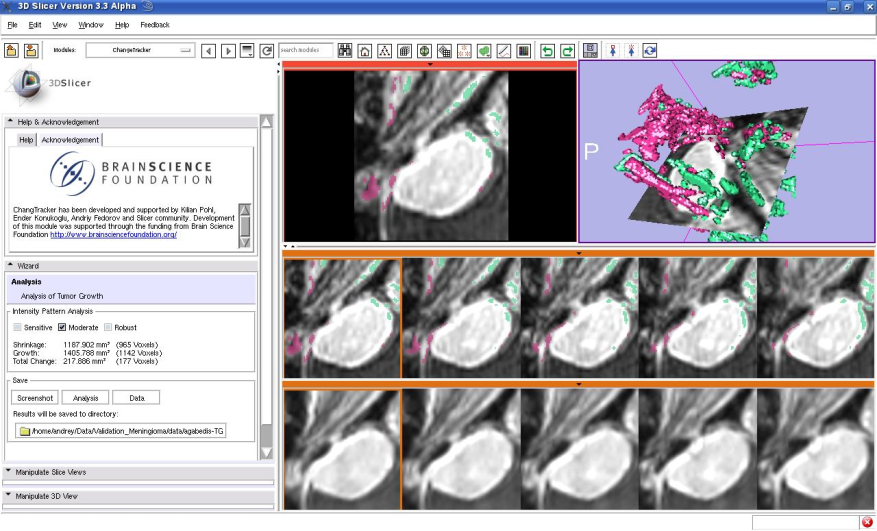 3D Slicer Version 3.3 Alpha
File Edit View Window Help Feedback
Modules: ChangeTracker search modules
3DSlicer
Help & Acknowledgement
Help Acknowledgement
BRAINSCIENCE
FOUNDATION
ChangTracker has been developed and supported by Kilian Pohl,
Ender Konukoglu, Andriy Fedorov and Slicer community. Development
of this module was supported through the funding from Brain Science
Foundation http://www.brainsciencefoundation.org/
Wizard
Analysis
Analysis of Tumor Growth
Intensity Pattern Analysis
Sensitive Moderate Robust
Shrinkage: 1187.902 mm³ (965 Voxels)
Growth: 1405.788 mm³ (1142 Voxels)
Total Change: 217.886 mm³ (177 Voxels)
Save
Screenshot Analysis Data
Results will be saved to directory:
/home/andrey/Data/Validation_Meningioma/data/agabedis-TG
Manipulate Slice Views
Manipulate 3D View
P